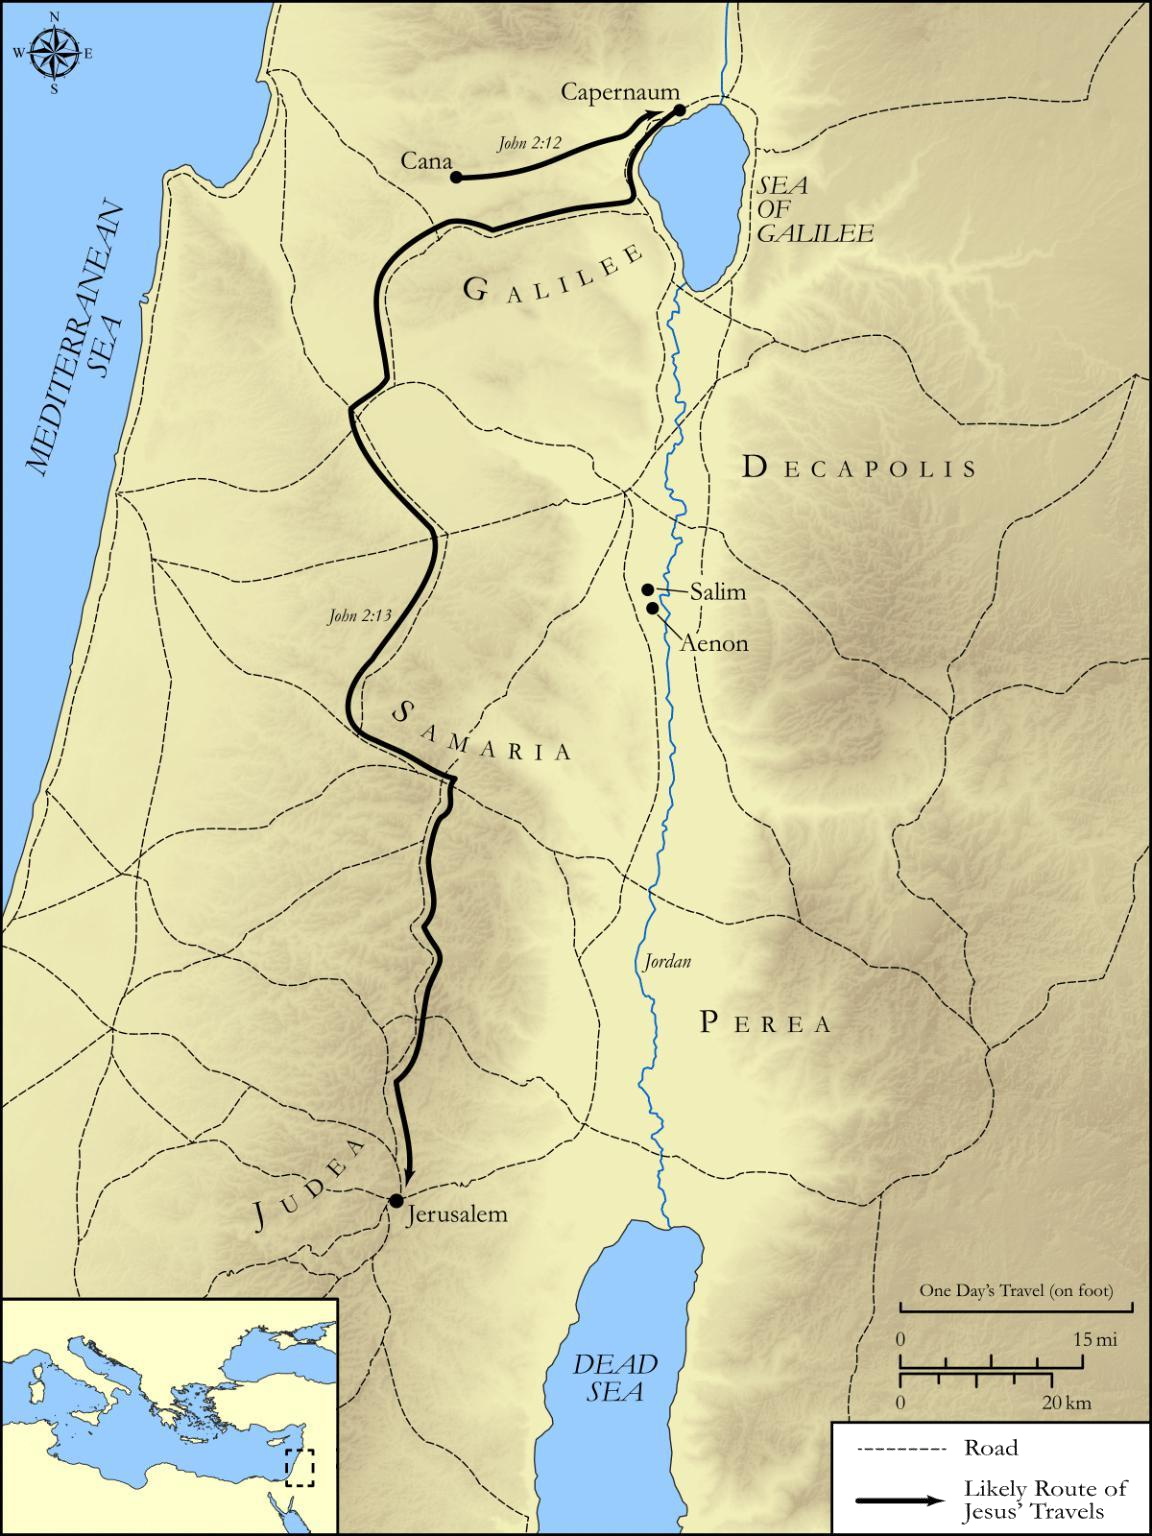 N
W
E
S
Capernaum
John 2:12
Cana
SEA
OF
GALILEE
MEDITERRANEAN
SEA
GALILEE
DECAPOLIS
Salim
John 2:13
Aenon
SAMARIA
Jordan
PEREA
JUDEA
Jerusalem
One Day's Travel (on foot)
0
15 mi
0
20 km
DEAD
SEA
Road
Likely Route of
Jesus' Travels